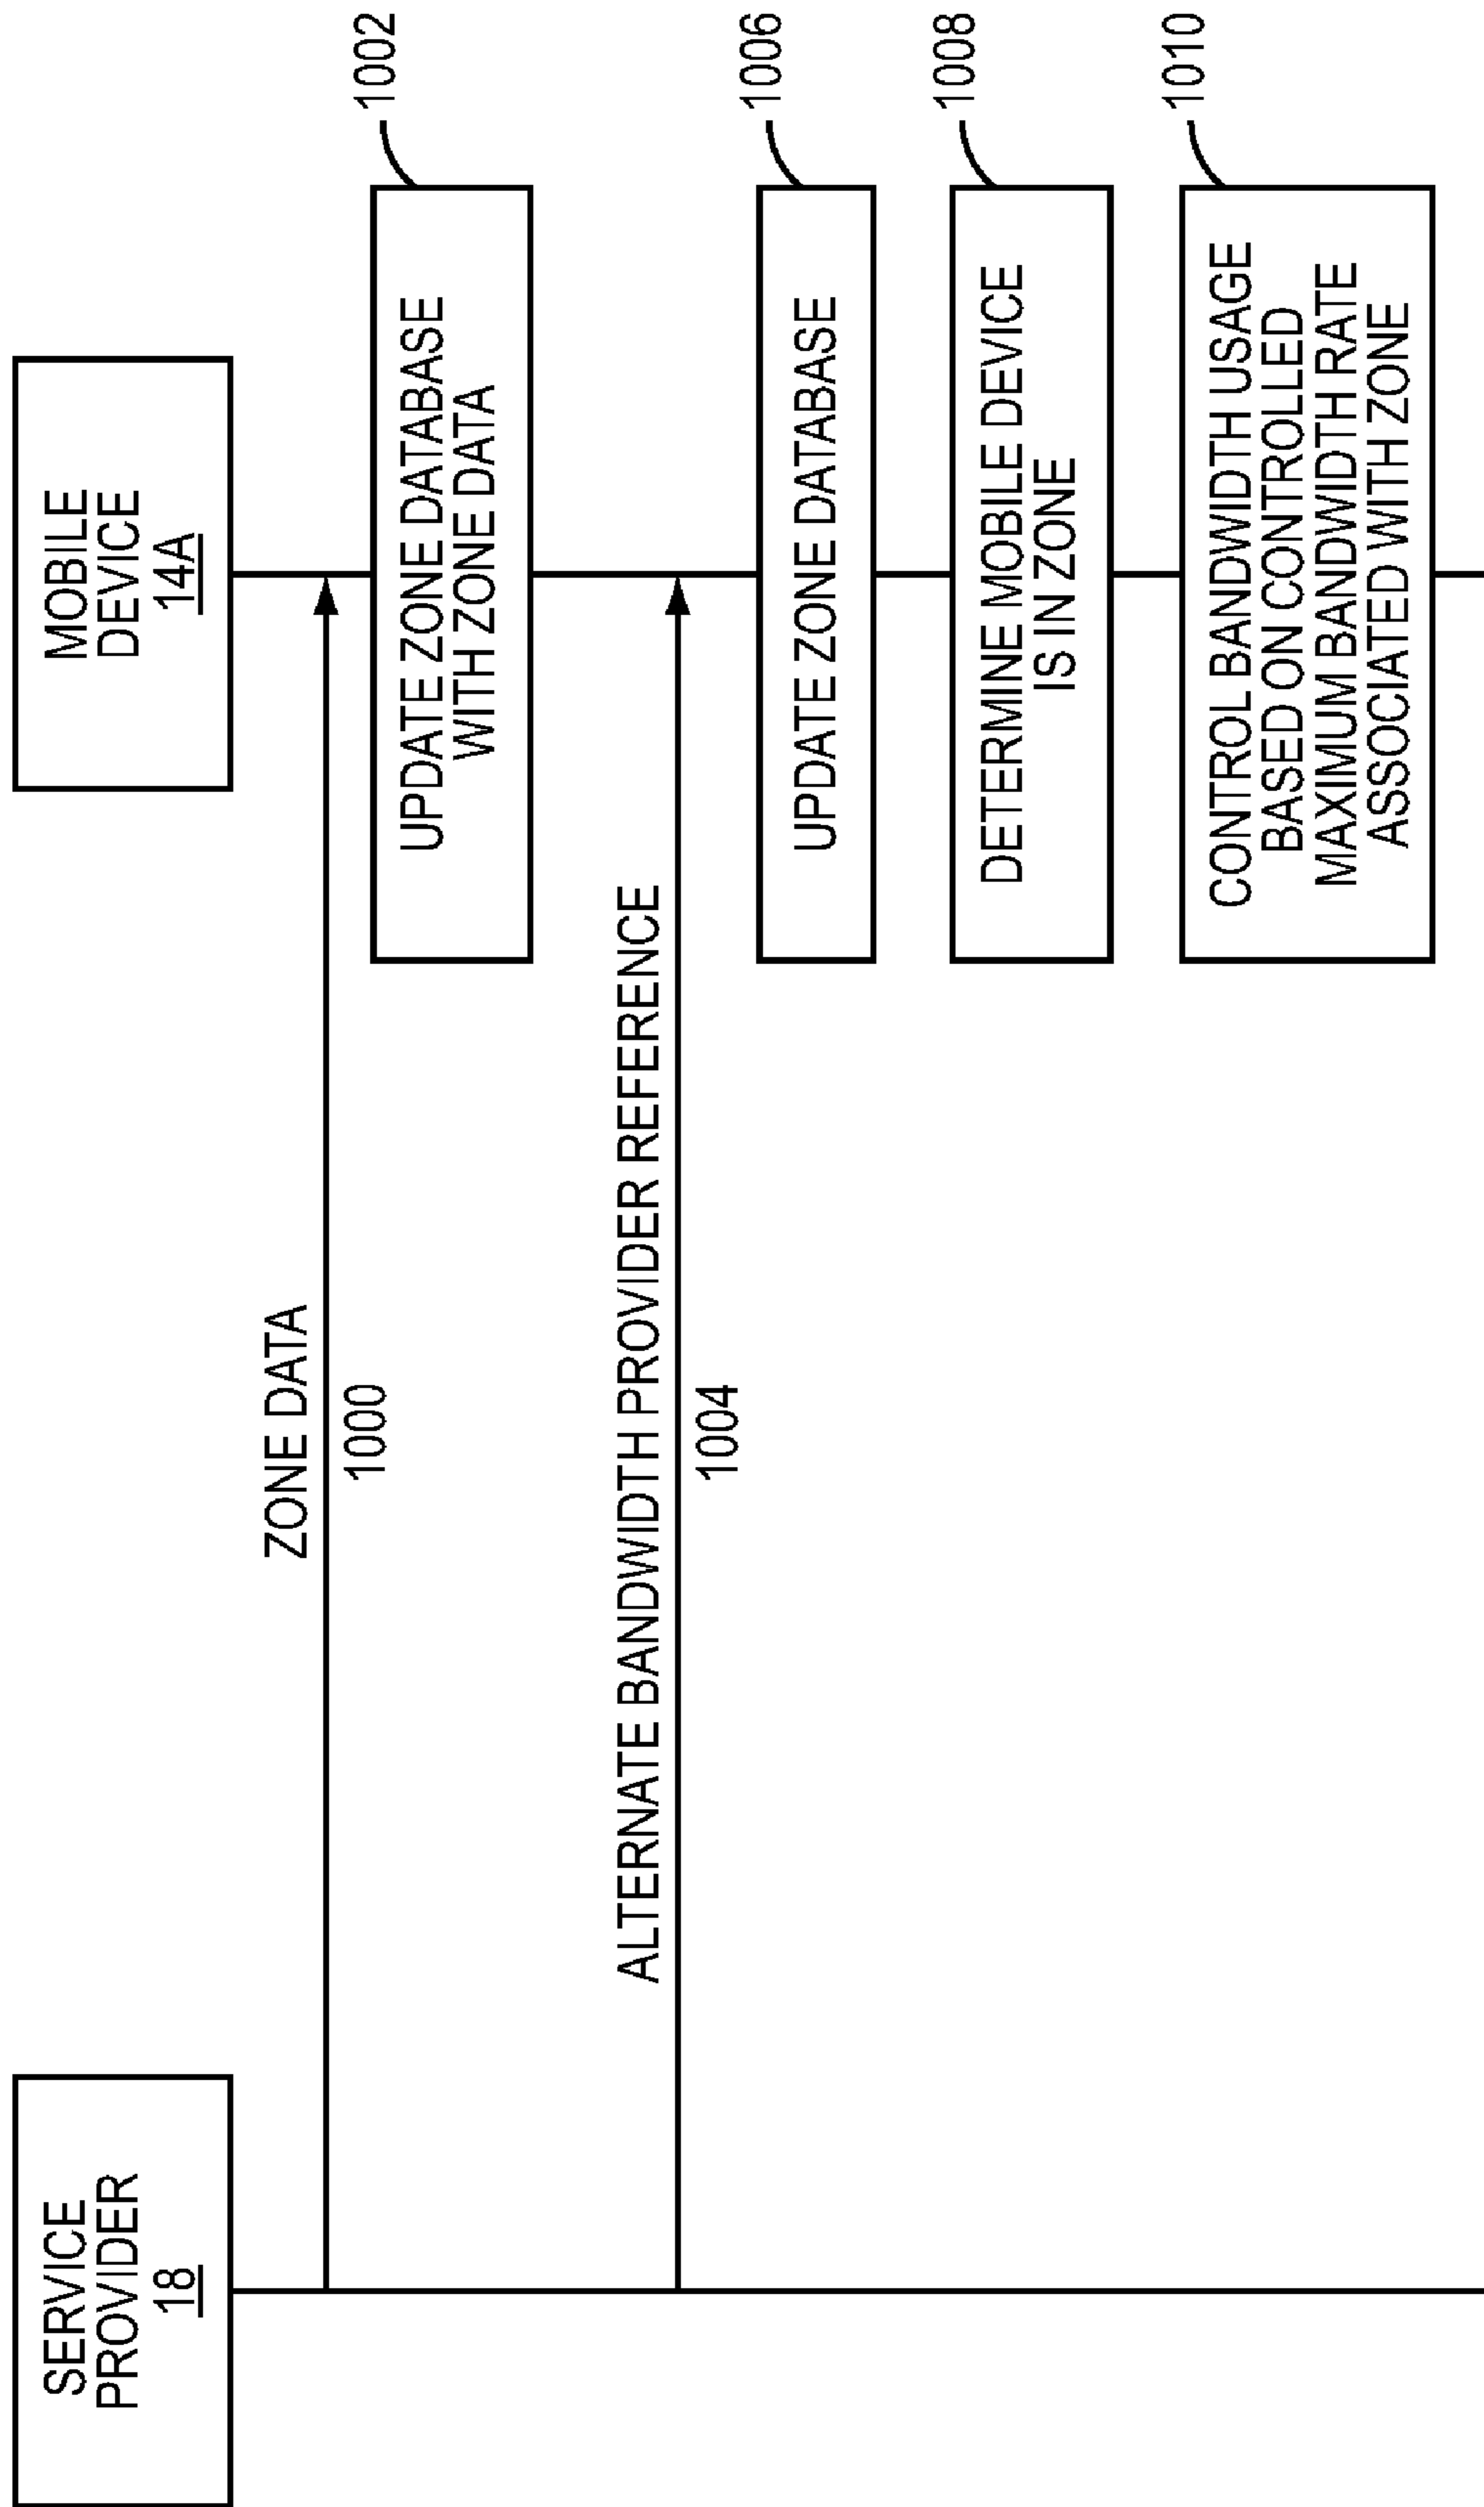 SERVICE
PROVIDER
18
MOBILE
DEVICE
14A
ZONE DATA
1000
UPDATE ZONE DATABASE
WITH ZONE DATA
1002
ALTERNATE BANDWIDTH PROVIDER REFERENCE
1004
UPDATE ZONE DATABASE
1006
DETERMINE MOBILE DEVICE
IS IN ZONE
1008
CONTROL BANDWIDTH USAGE
BASED ON CONTROLLED
MAXIMUM BANDWIDTH RATE
ASSOCIATED WITH ZONE
1010